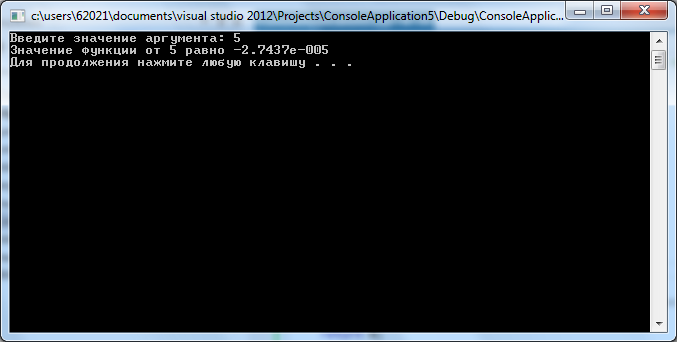 c:\users\62021\documents\visual studio 2012\Projects\ConsoleApplication5\Debug\ConsoleApplic...
Введите значение аргумента: 5
Значение функции от 5 равно -2.7437e-005
Для продолжения нажмите любую клавишу . . .